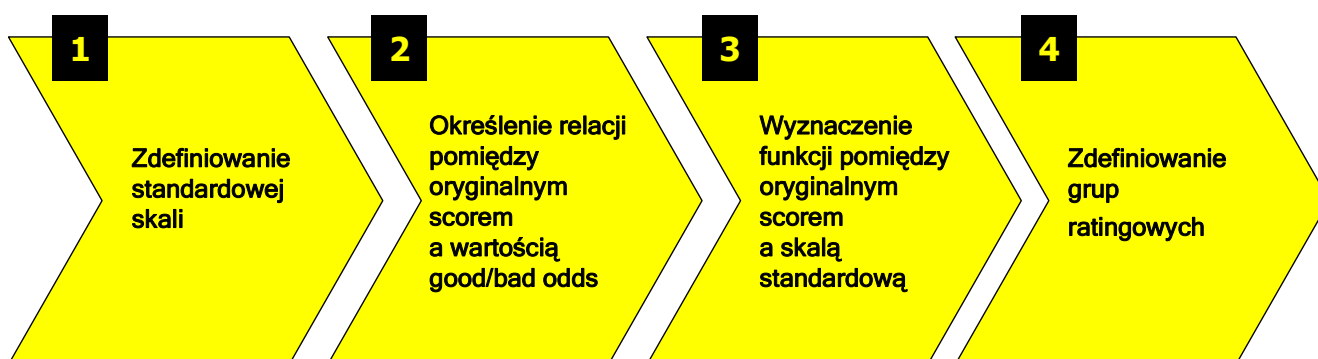 1
Zdefiniowanie
standardowej
skali
2
Określenie relacji
pomiędzy
oryginalnym
scorem
a wartością
good/bad odds
3
Wyznaczenie
funkcji pomiędzy
oryginalnym
scorem
a skalą
standardową
4
Zdefiniowanie
grup
ratingowych